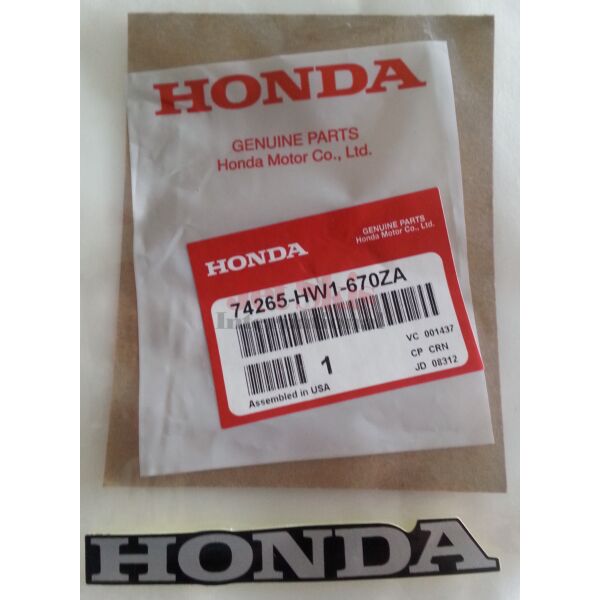 HONDA
GENUINE PARTS
Honda Motor Co., Ltd.
HONDA
GENUINE PARTS
Honda Motor Co., Ltd.
74265-HW1-670ZA
1
VC 001437
CP CRN
JD 08312
Assembled in USA
HONDA